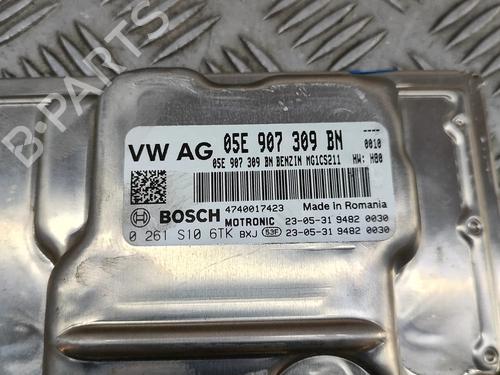 VW AG 05E 907 309 BN ----
05E 907 309 BN BENZIN MG1CS211 0010
HW: H80
BOSCH 4740017423 Made in Romania
MOTRONIC 23-05-31 9482 0030
0 261 S10 6TK BXJ 53F 23-05-31 9482 0030
B-PARTS